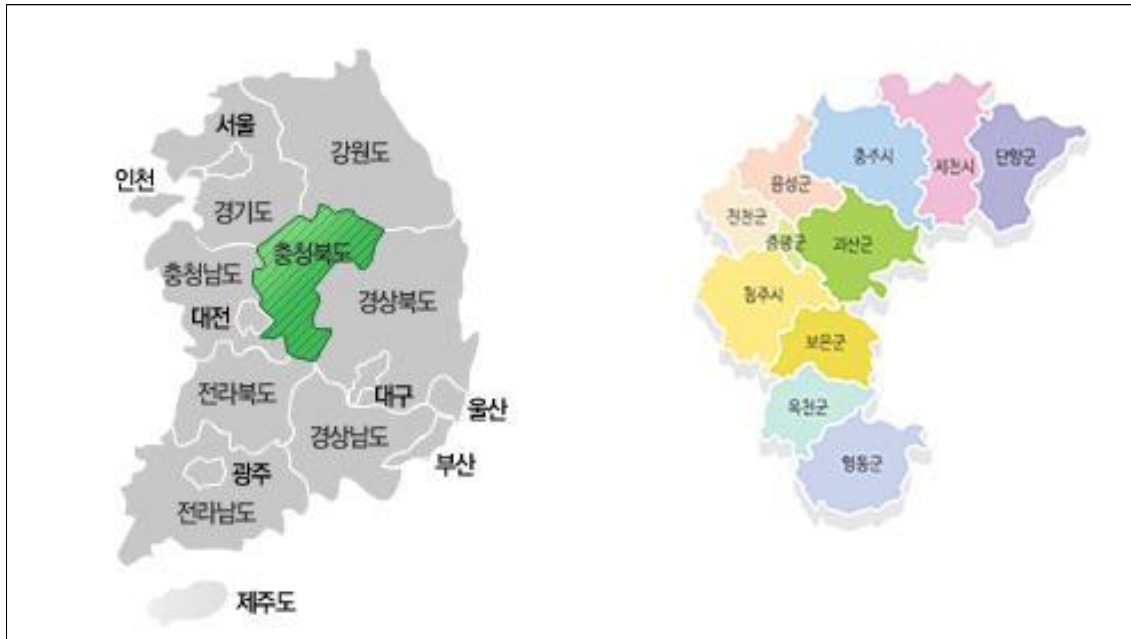 서울
강원도
인천
경기도
충청북도
충청남도
경상북도
대전
전라북도
대구
울산
경상남도
부산
광주
전라남도
제주도
충주시
제천시
단양군
음성군
진천군
증평군
괴산군
청주시
보은군
옥천군
영동군